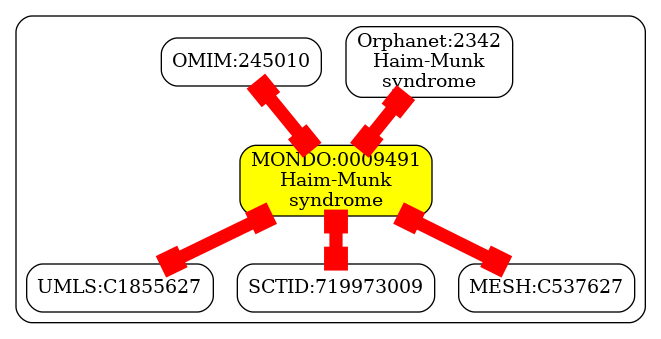 OMIM:245010
Orphanet:2342
Haim-Munk
syndrome
MONDO:0009491
Haim-Munk
syndrome
UMLS:C1855627
SCTID:719973009
MESH:C537627